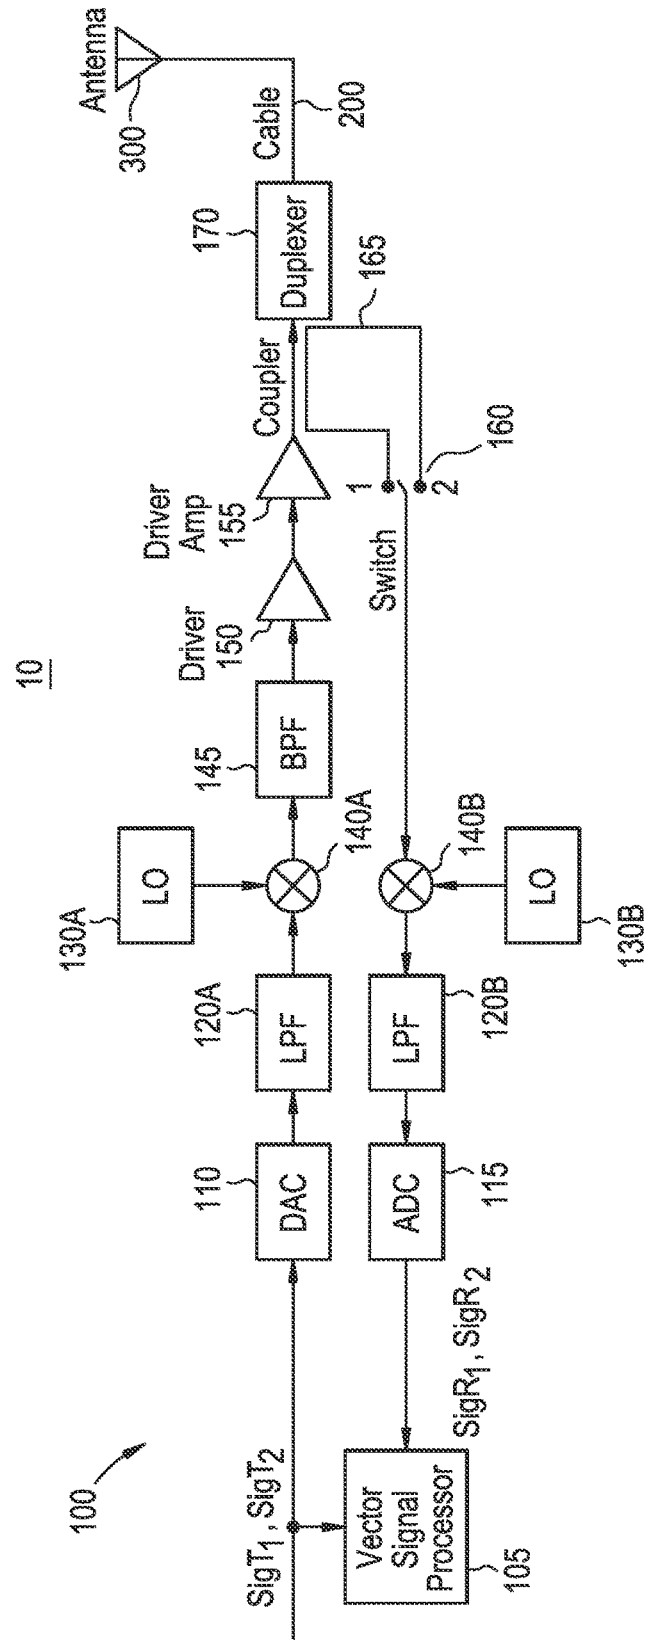 10
100
SigT1, SigT2
Vector
Signal
Processor
105
110
DAC
120A
LPF
130A
LO
140A
145
BPF
Driver
150
Driver
Amp
155
Coupler
170
Duplexer
Cable
200
Antenna
300
165
1
2
160
Switch
140B
LO
130B
LPF
120B
ADC
115
SigR1, SigR2